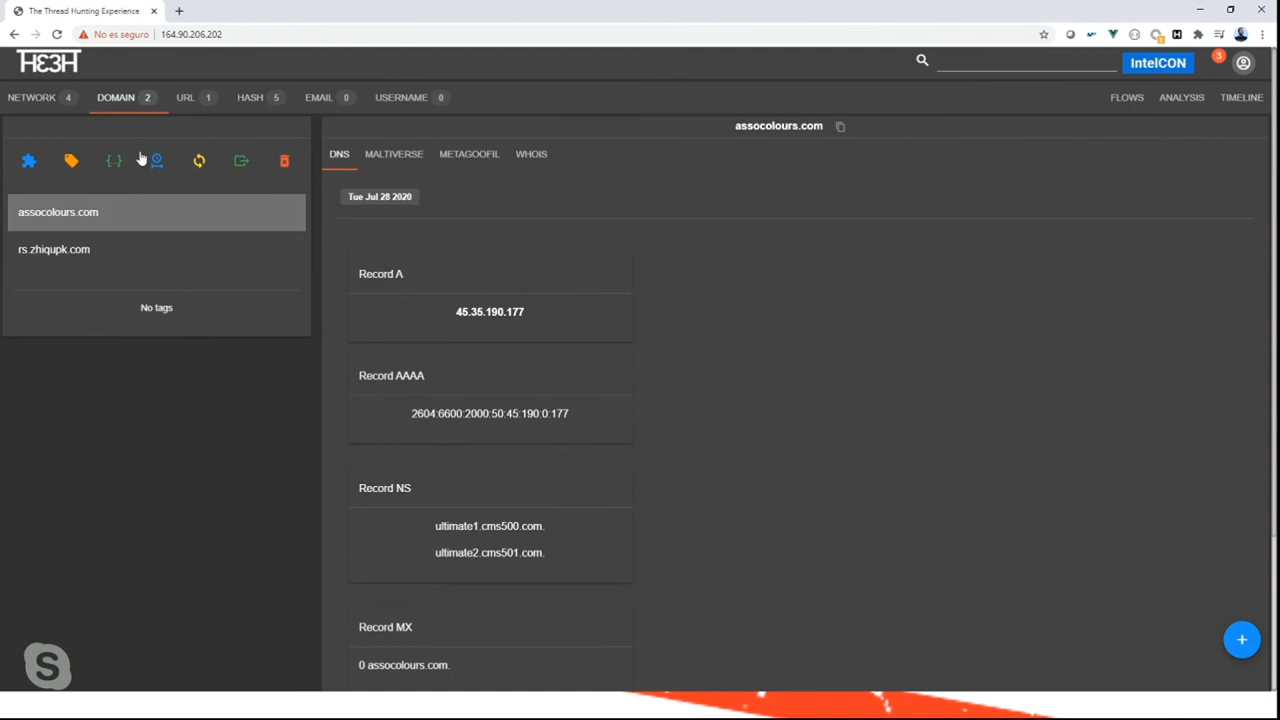 The Thread Hunting Experience
No es seguro
164.90.206.202
TH3H
IntelCON
3
NETWORK 4
DOMAIN 2
URL 1
HASH 5
EMAIL 0
USERNAME 0
FLOWS
ANALYSIS
TIMELINE
assocolours.com
{..}
assocolours.com
rs.zhiqupk.com
No tags
DNS
MALTIVERSE
METAGOOFIL
WHOIS
Tue Jul 28 2020
Record A
45.35.190.177
Record AAAA
2604:6600:2000:50:45:190:0:177
Record NS
ultimate1.cms500.com.
ultimate2.cms501.com.
Record MX
0 assocolours.com.
S